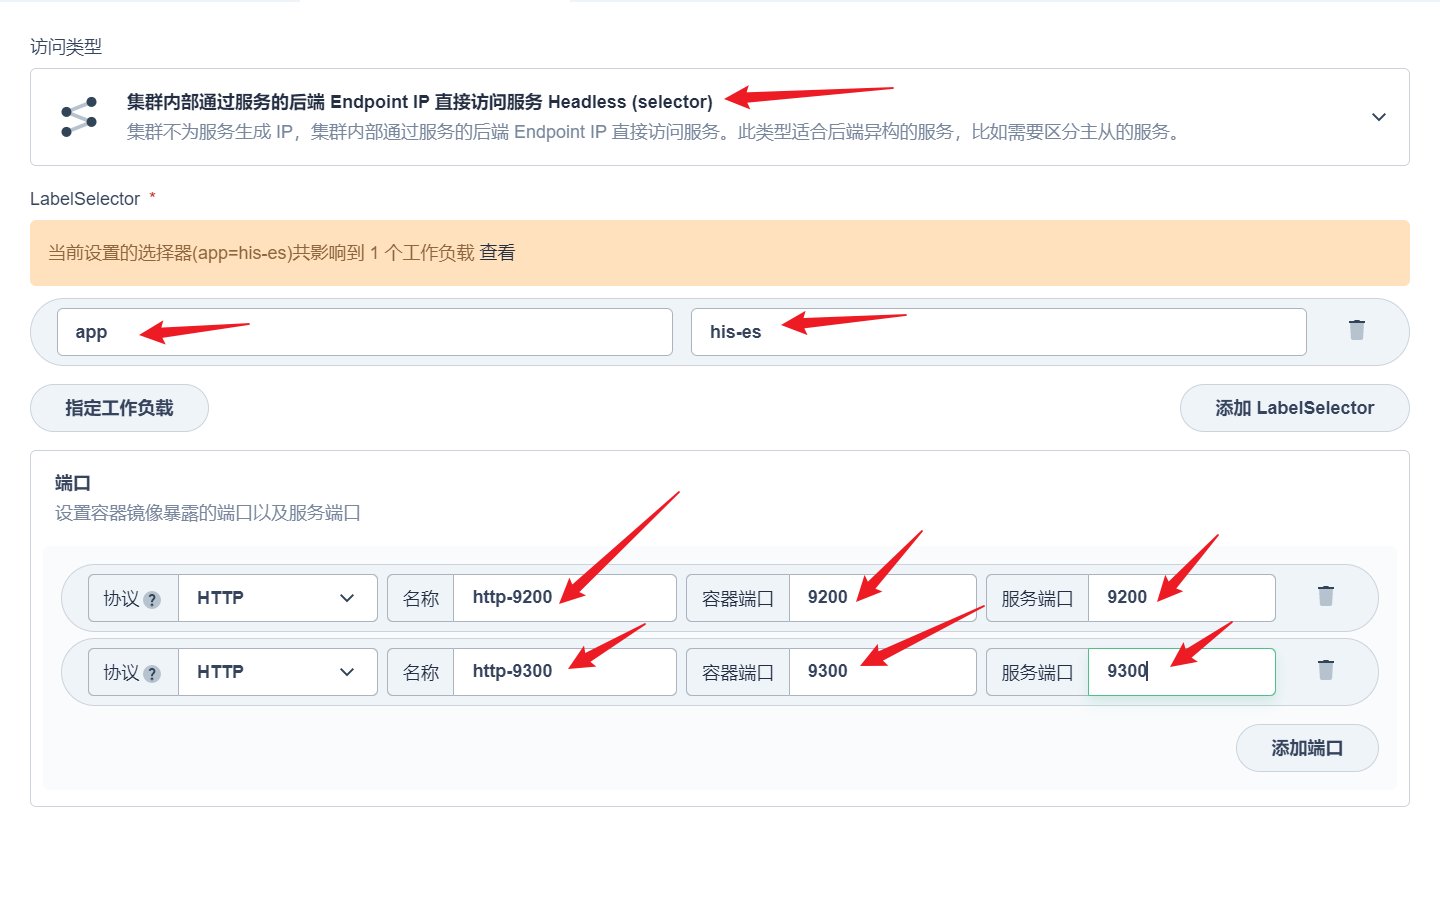 访问类型
集群内部通过服务的后端 Endpoint IP 直接访问服务 Headless (selector)
集群不为服务生成 IP，集群内部通过服务的后端 Endpoint IP 直接访问服务。此类型适合后端异构的服务，比如需要区分主从的服务。
LabelSelector *
当前设置的选择器(app=his-es)共影响到 1 个工作负载 查看
app his-es
指定工作负载 添加 LabelSelector
端口
设置容器镜像暴露的端口以及服务端口
协议 ? HTTP 名称 http-9200 容器端口 9200 服务端口 9200
协议 ? HTTP 名称 http-9300 容器端口 9300 服务端口 9300
添加端口